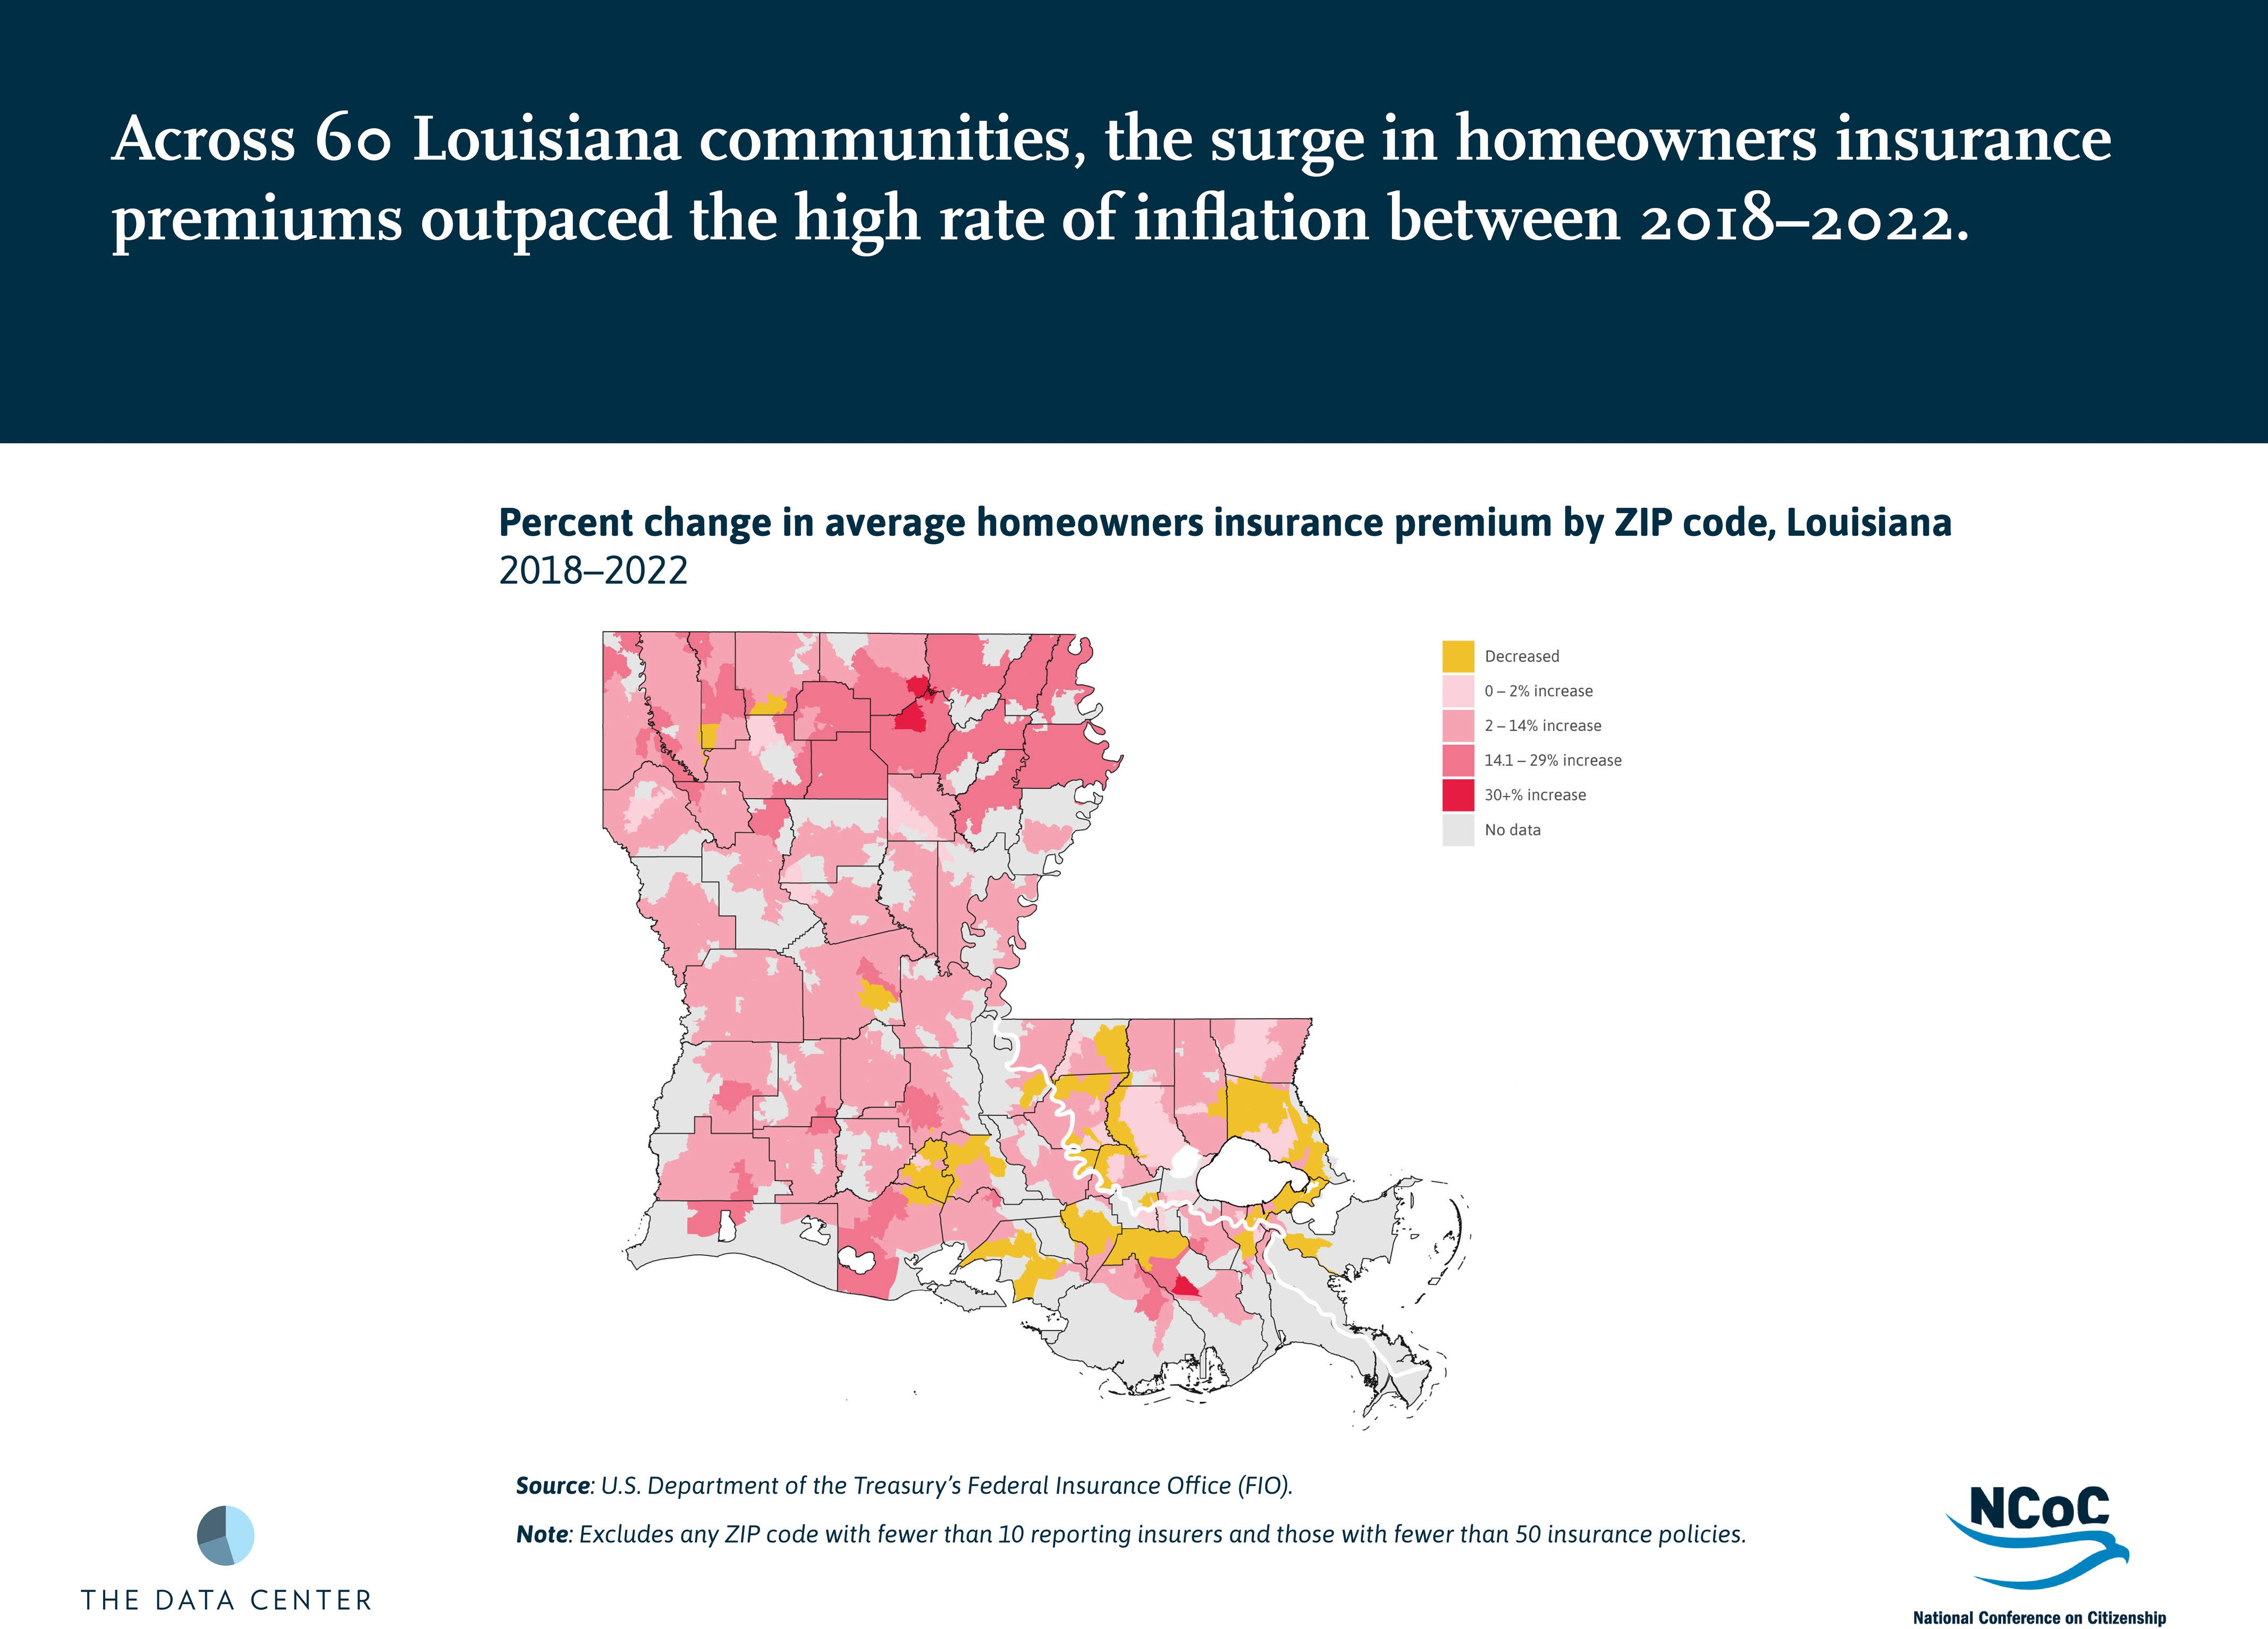 Across 60 Louisiana communities, the surge in homeowners insurance
premiums outpaced the high rate of inflation between 2018–2022.
Percent change in average homeowners insurance premium by ZIP code, Louisiana
2018–2022
Decreased
0 – 2% increase
2 – 14% increase
14.1 – 29% increase
30+% increase
No data
Source: U.S. Department of the Treasury’s Federal Insurance Office (FIO).
Note: Excludes any ZIP code with fewer than 10 reporting insurers and those with fewer than 50 insurance policies.
THE DATA CENTER
NCoC
National Conference on Citizenship